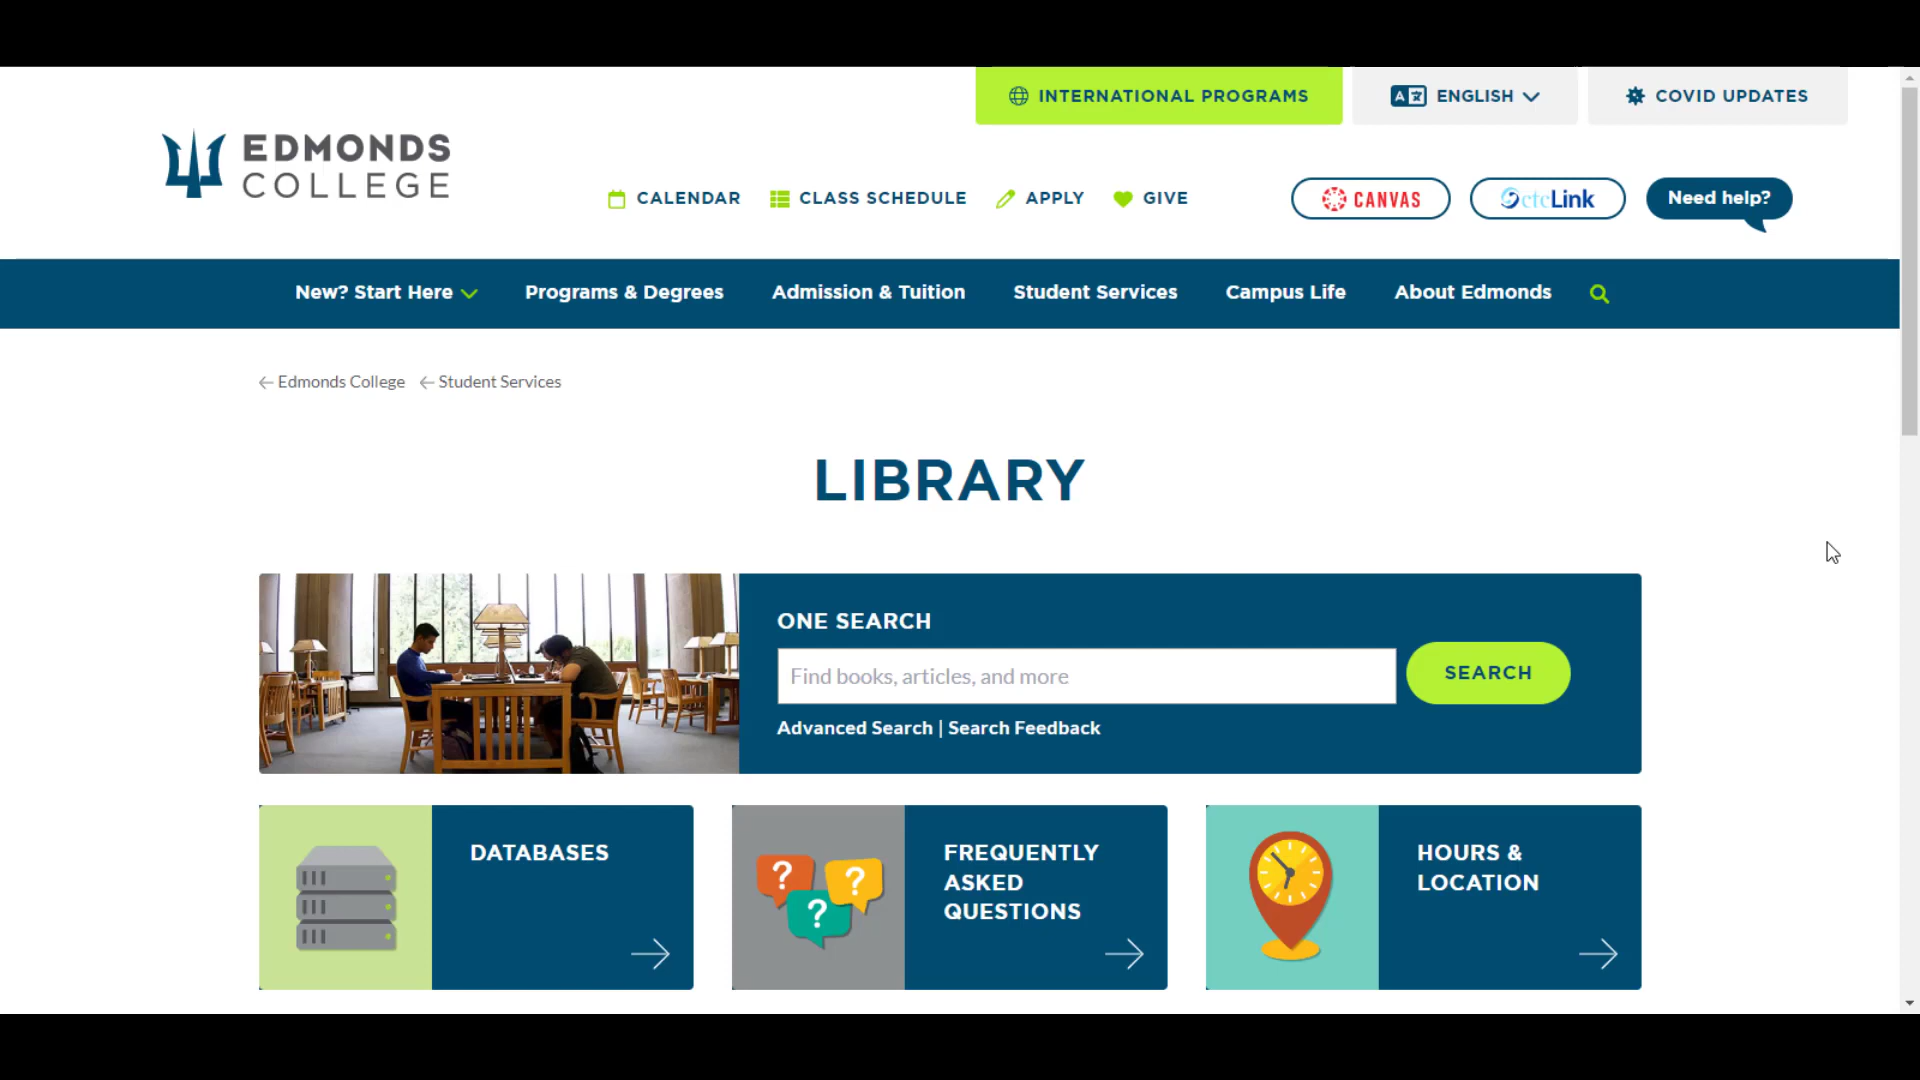 INTERNATIONAL PROGRAMS
ENGLISH
COVID UPDATES
EDMONDS
COLLEGE
CALENDAR
CLASS SCHEDULE
APPLY
GIVE
CANVAS
ctcLink
Need help?
New? Start Here
Programs & Degrees
Admission & Tuition
Student Services
Campus Life
About Edmonds
Edmonds College
Student Services
LIBRARY
ONE SEARCH
Find books, articles, and more
SEARCH
Advanced Search | Search Feedback
DATABASES
FREQUENTLY
ASKED
QUESTIONS
HOURS &
LOCATION